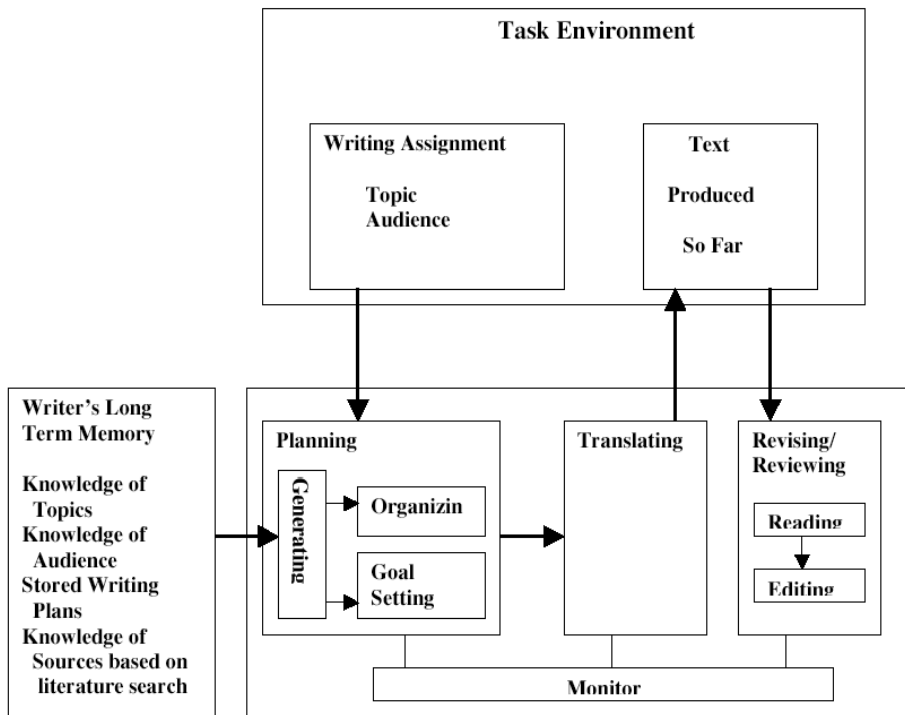 Task Environment
Writing Assignment
Topic
Audience
Text
Produced
So Far
Writer's Long
Term Memory
Knowledge of
Topics
Knowledge of
Audience
Stored Writing
Plans
Knowledge of
Sources based on
literature search
Planning
Generating
Organizin
Goal
Setting
Translating
Revising/
Reviewing
Reading
Editing
Monitor